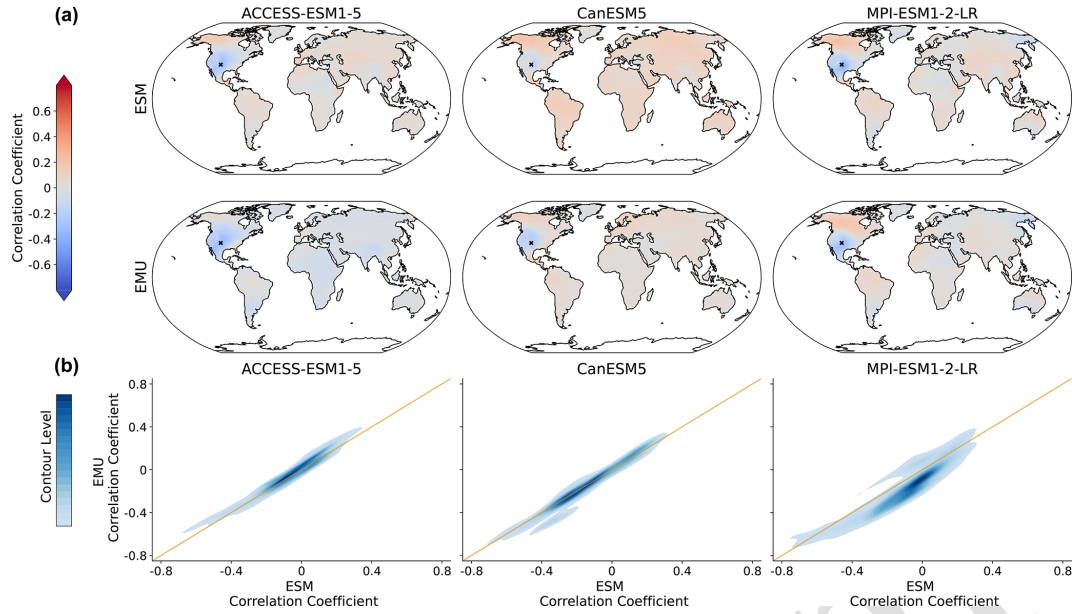 (a)
ACCESS-ESM1-5
CanESM5
MPI-ESM1-2-LR
Correlation Coefficient
0.6
0.4
0.2
0
-0.2
-0.4
-0.6
ESM
EMU
(b)
ACCESS-ESM1-5
CanESM5
MPI-ESM1-2-LR
Contour Level
EMU
Correlation Coefficient
0.8
0.4
0
-0.4
-0.8
-0.8 -0.4 0 0.4 0.8
-0.8 -0.4 0 0.4 0.8
-0.8 -0.4 0 0.4 0.8
ESM
Correlation Coefficient
ESM
Correlation Coefficient
ESM
Correlation Coefficient